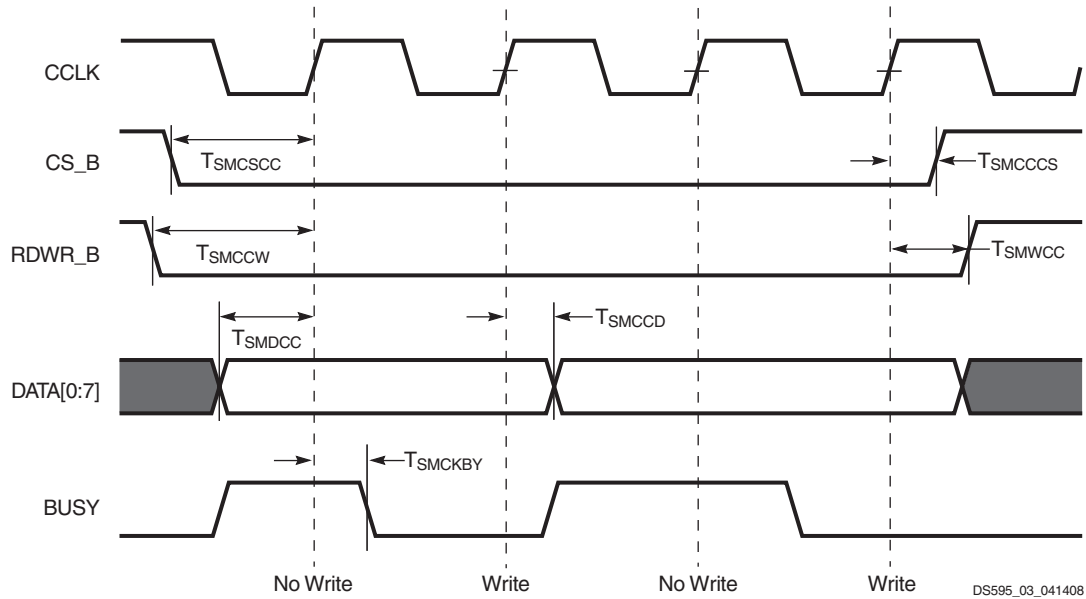 CCLK
CS_B
TSMCSCC
TSMCCCS
RDWR_B
TSMCCW
TSMWCC
TSMDCC
TSMCCD
DATA[0:7]
TSMCKBY
BUSY
No Write
Write
No Write
Write
DS595_03_041408